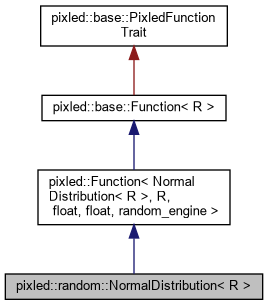 pixled::base::PixledFunction
Trait
pixled::base::Function< R >
pixled::Function< Normal
Distribution< R >, R,
float, float, random_engine >
pixled::random::NormalDistribution< R >